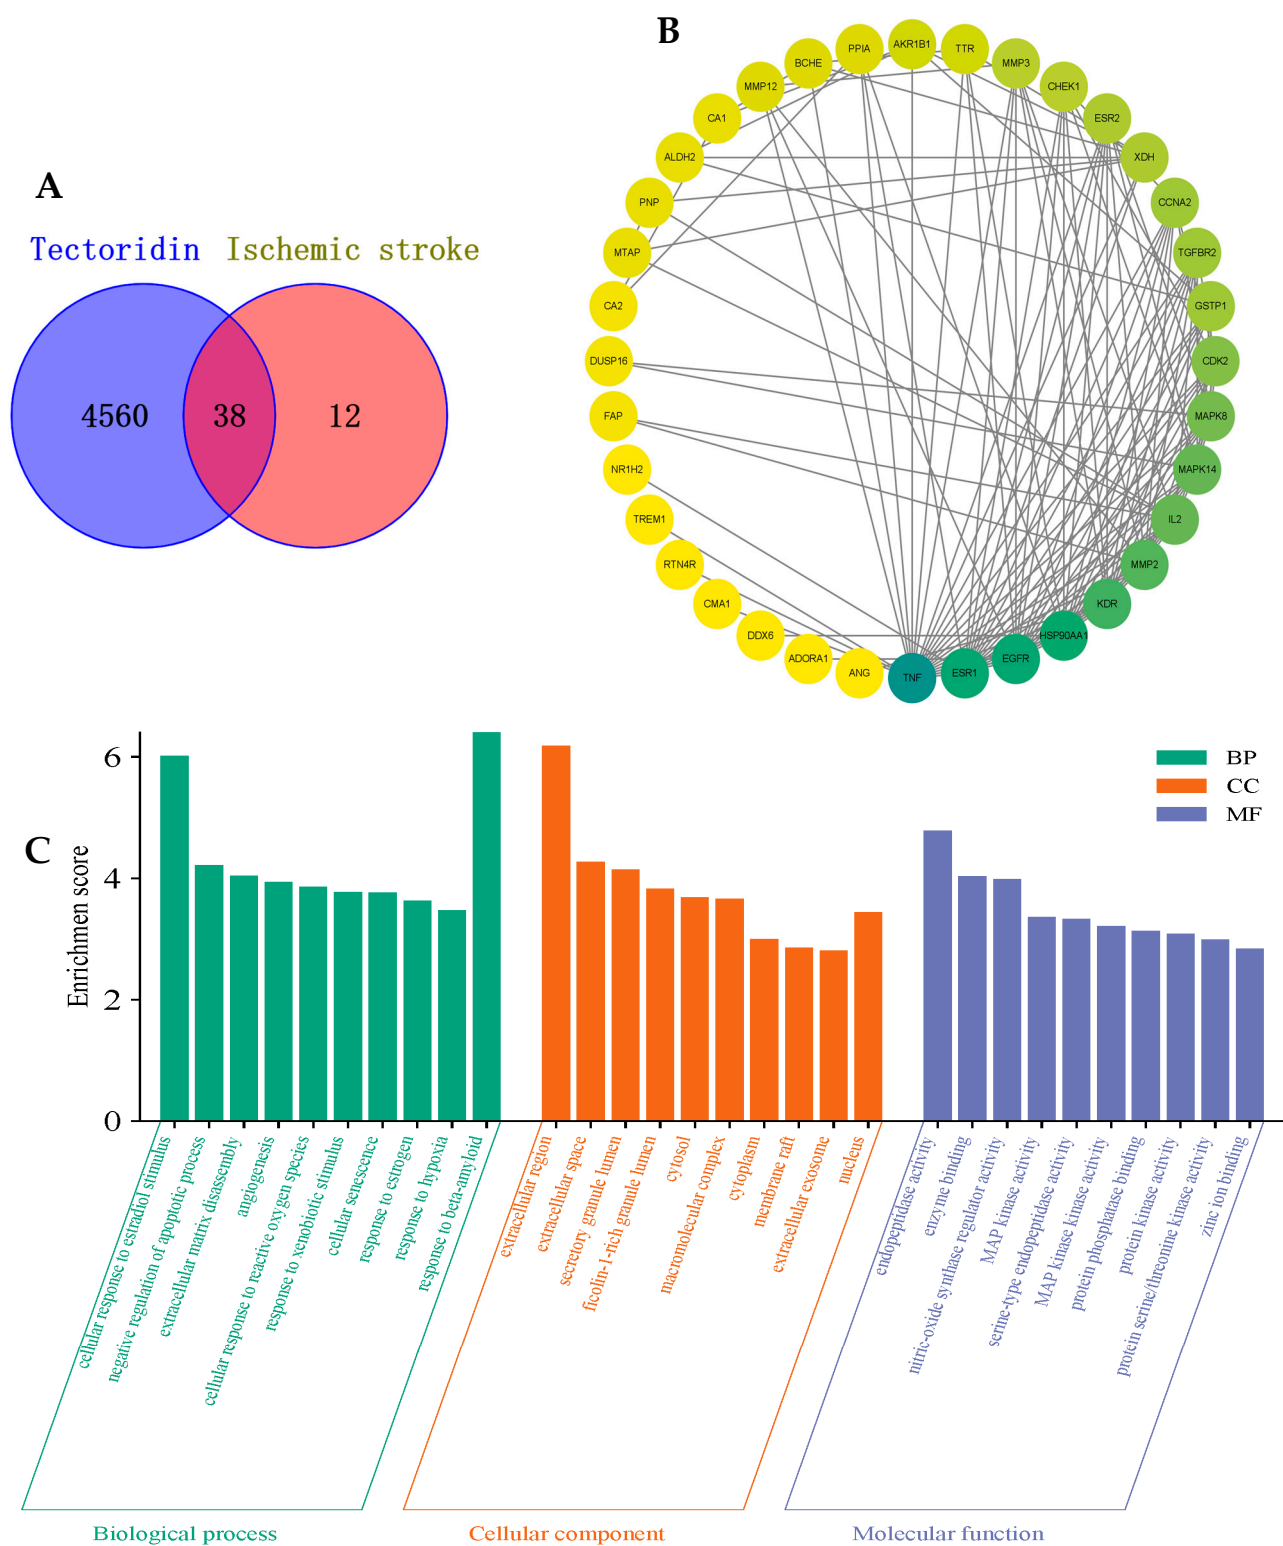 A
Tectoridin Ischemic stroke
4560 38 12
B
AKR1B1
TTR
MMP3
CHEK1
ESR2
XDH
CCNA2
TGFBR2
GSTP1
CDK2
MAPK8
MAPK14
IL2
MMP2
KDR
HSP90AA1
EGFR
ESR1
TNF
ANG
ADORA1
DDX6
CMA1
RTN4R
TREM1
NR1H2
FAP
DUSP16
CA2
MTAP
PNP
ALDH2
CA1
MMP12
BCHE
PPIA
C
Enrichmen score
6
4
2
0
BP
CC
MF
cellular response to estradiol stimulus
negative regulation of apoptotic process
extracellular matrix disassembly
angiogenesis
cellular response to reactive oxygen species
response to xenobiotic stimulus
cellular senescence
response to estrogen
response to hypoxia
response to beta-amyloid
extracellular region
extracellular space
secretory granule lumen
ficolin-1-rich granule lumen
cytosol
macromolecular complex
cytoplasm
membrane raft
extracellular exosome
nucleus
endopeptidase activity
enzyme binding
nitric-oxide synthase regulator activity
MAP kinase activity
serine-type endopeptidase activity
MAP kinase kinase activity
protein phosphatase binding
protein kinase activity
protein serine/threonine kinase activity
zinc ion binding
Biological process
Cellular component
Molecular function